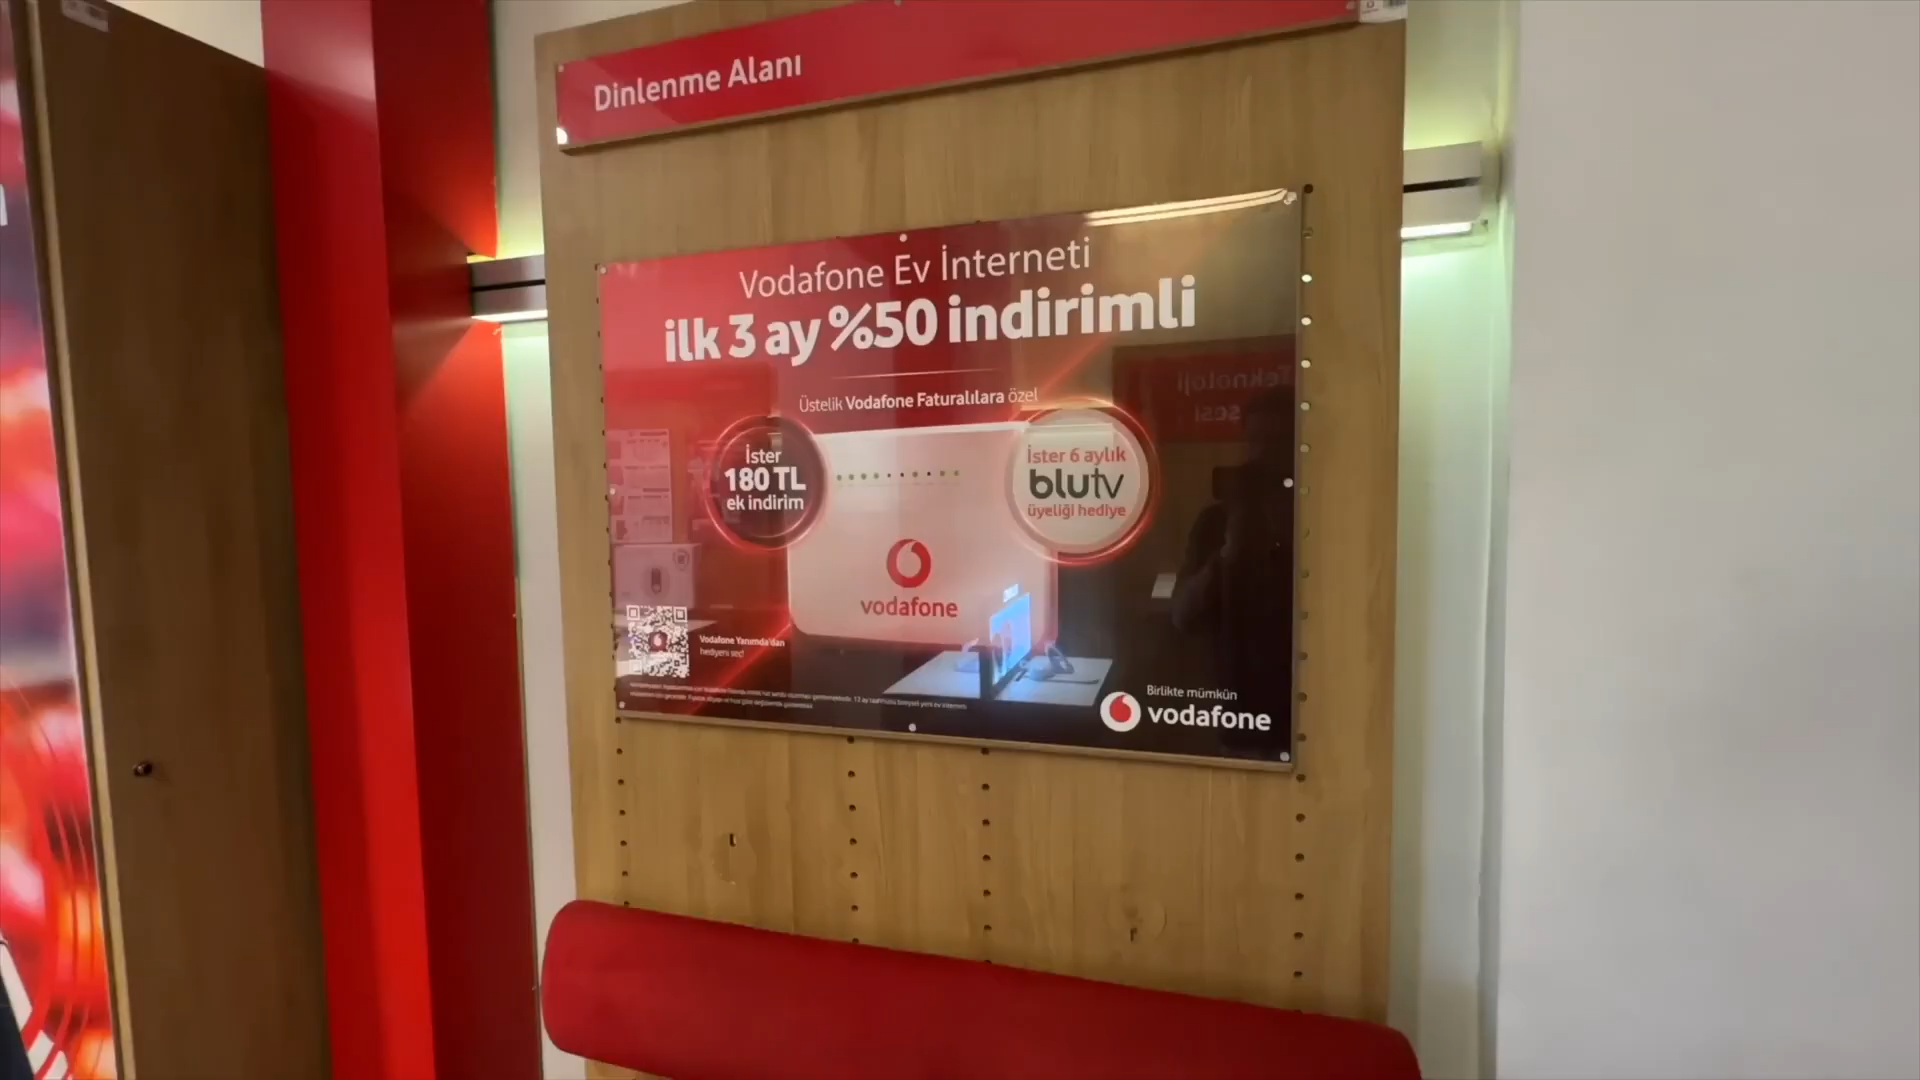 Dinlenme Alanı
Vodafone Ev İnterneti
ilk 3 ay %50 indirimli
Üstelik Vodafone Faturalılara özel
İster
180 TL
ek indirim
İster 6 aylık
blutv
üyeliği hediye
vodafone
Vodafone Yanımda'dan
hediyeni seç!
Birlikte mümkün
vodafone
Teknoloji